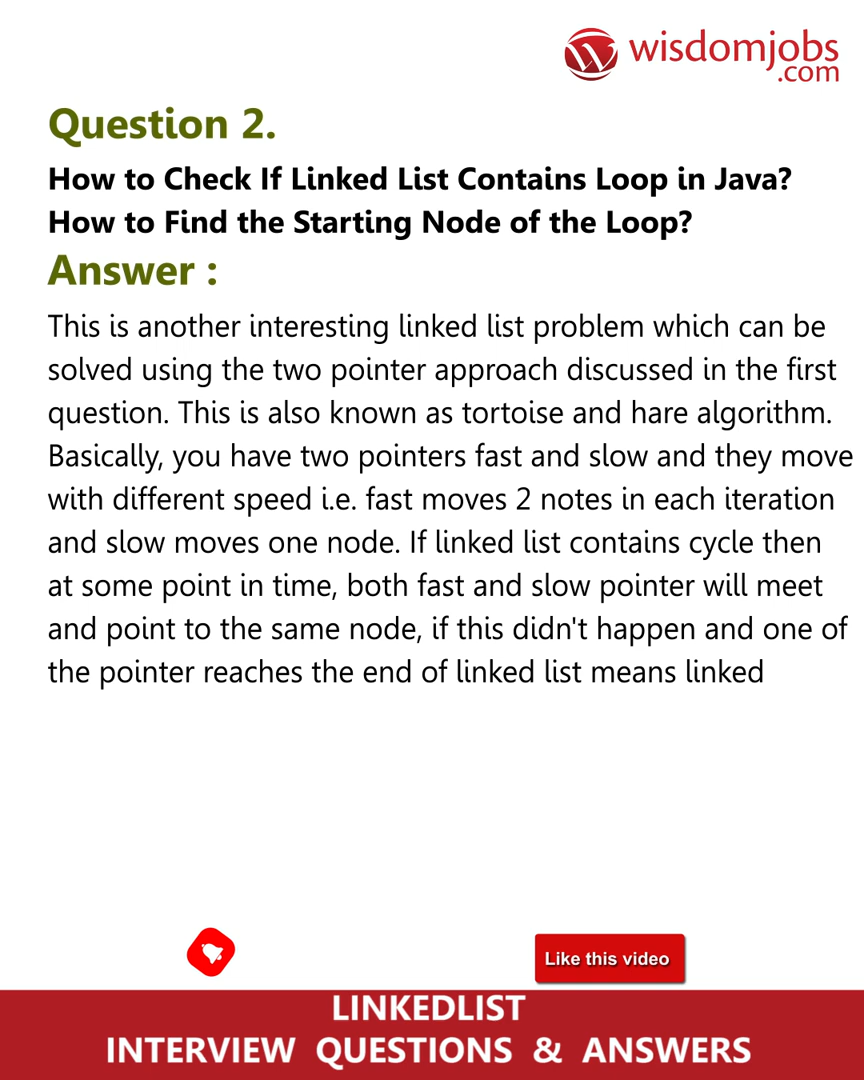 wisdomjobs
.com
Question 2.
How to Check If Linked List Contains Loop in Java?
How to Find the Starting Node of the Loop?
Answer :
This is another interesting linked list problem which can be
solved using the two pointer approach discussed in the first
question. This is also known as tortoise and hare algorithm.
Basically, you have two pointers fast and slow and they move
with different speed i.e. fast moves 2 notes in each iteration
and slow moves one node. If linked list contains cycle then
at some point in time, both fast and slow pointer will meet
and point to the same node, if this didn't happen and one of
the pointer reaches the end of linked list means linked
Like this video
LINKEDLIST
INTERVIEW QUESTIONS & ANSWERS